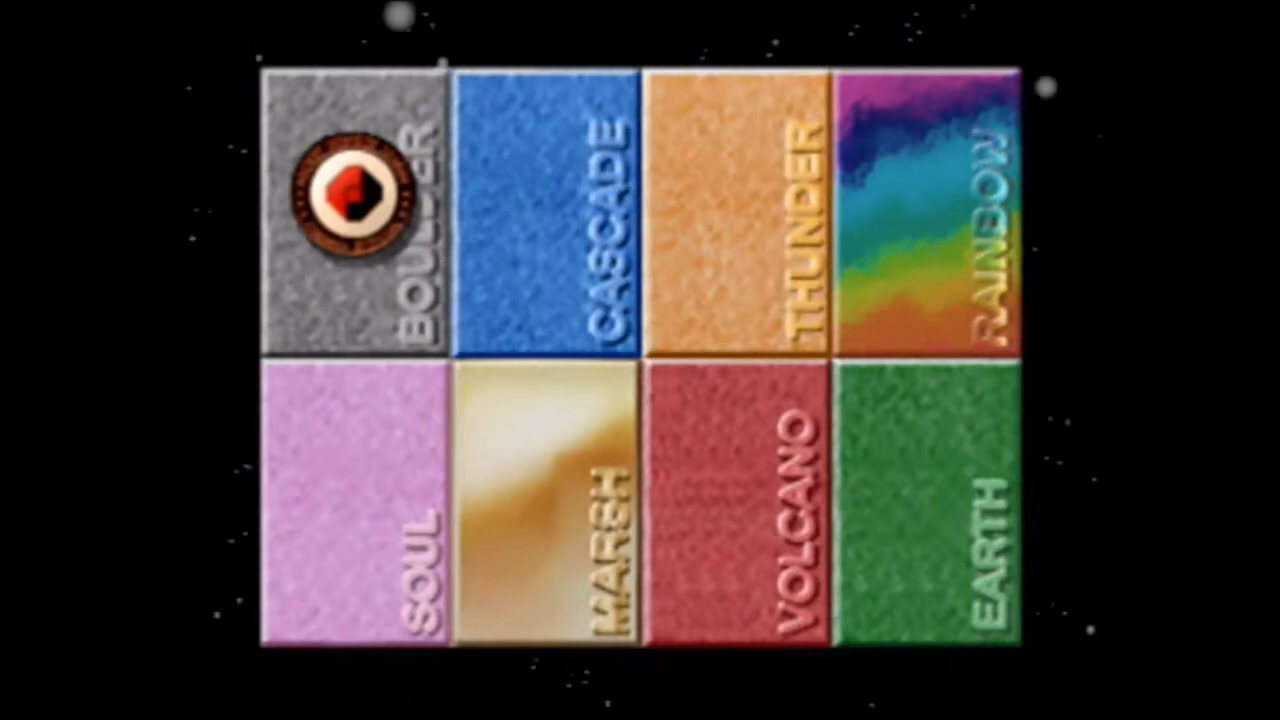 BOULDER
CASCADE
THUNDER
RAINBOW
SOUL
MARSH
VOLCANO
EARTH